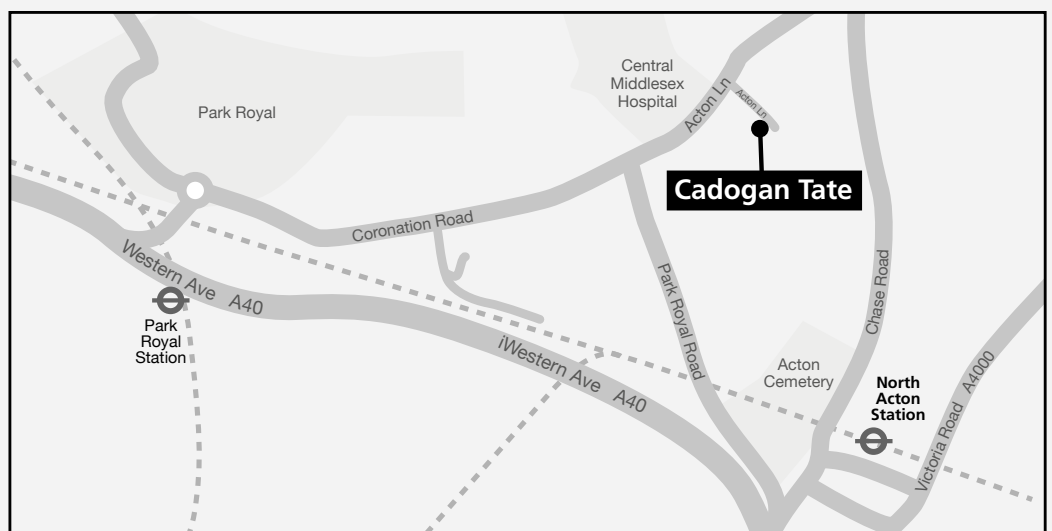 Central
Middlesex
Hospital
Park Royal
Acton Ln
Acton Ln
Cadogan Tate
Coronation Road
Western Ave A40
Park
Royal
Station
iWestern Ave A40
Park Royal Road
Chase Road
Acton
Cemetery
North
Acton
Station
Victoria Road A4000